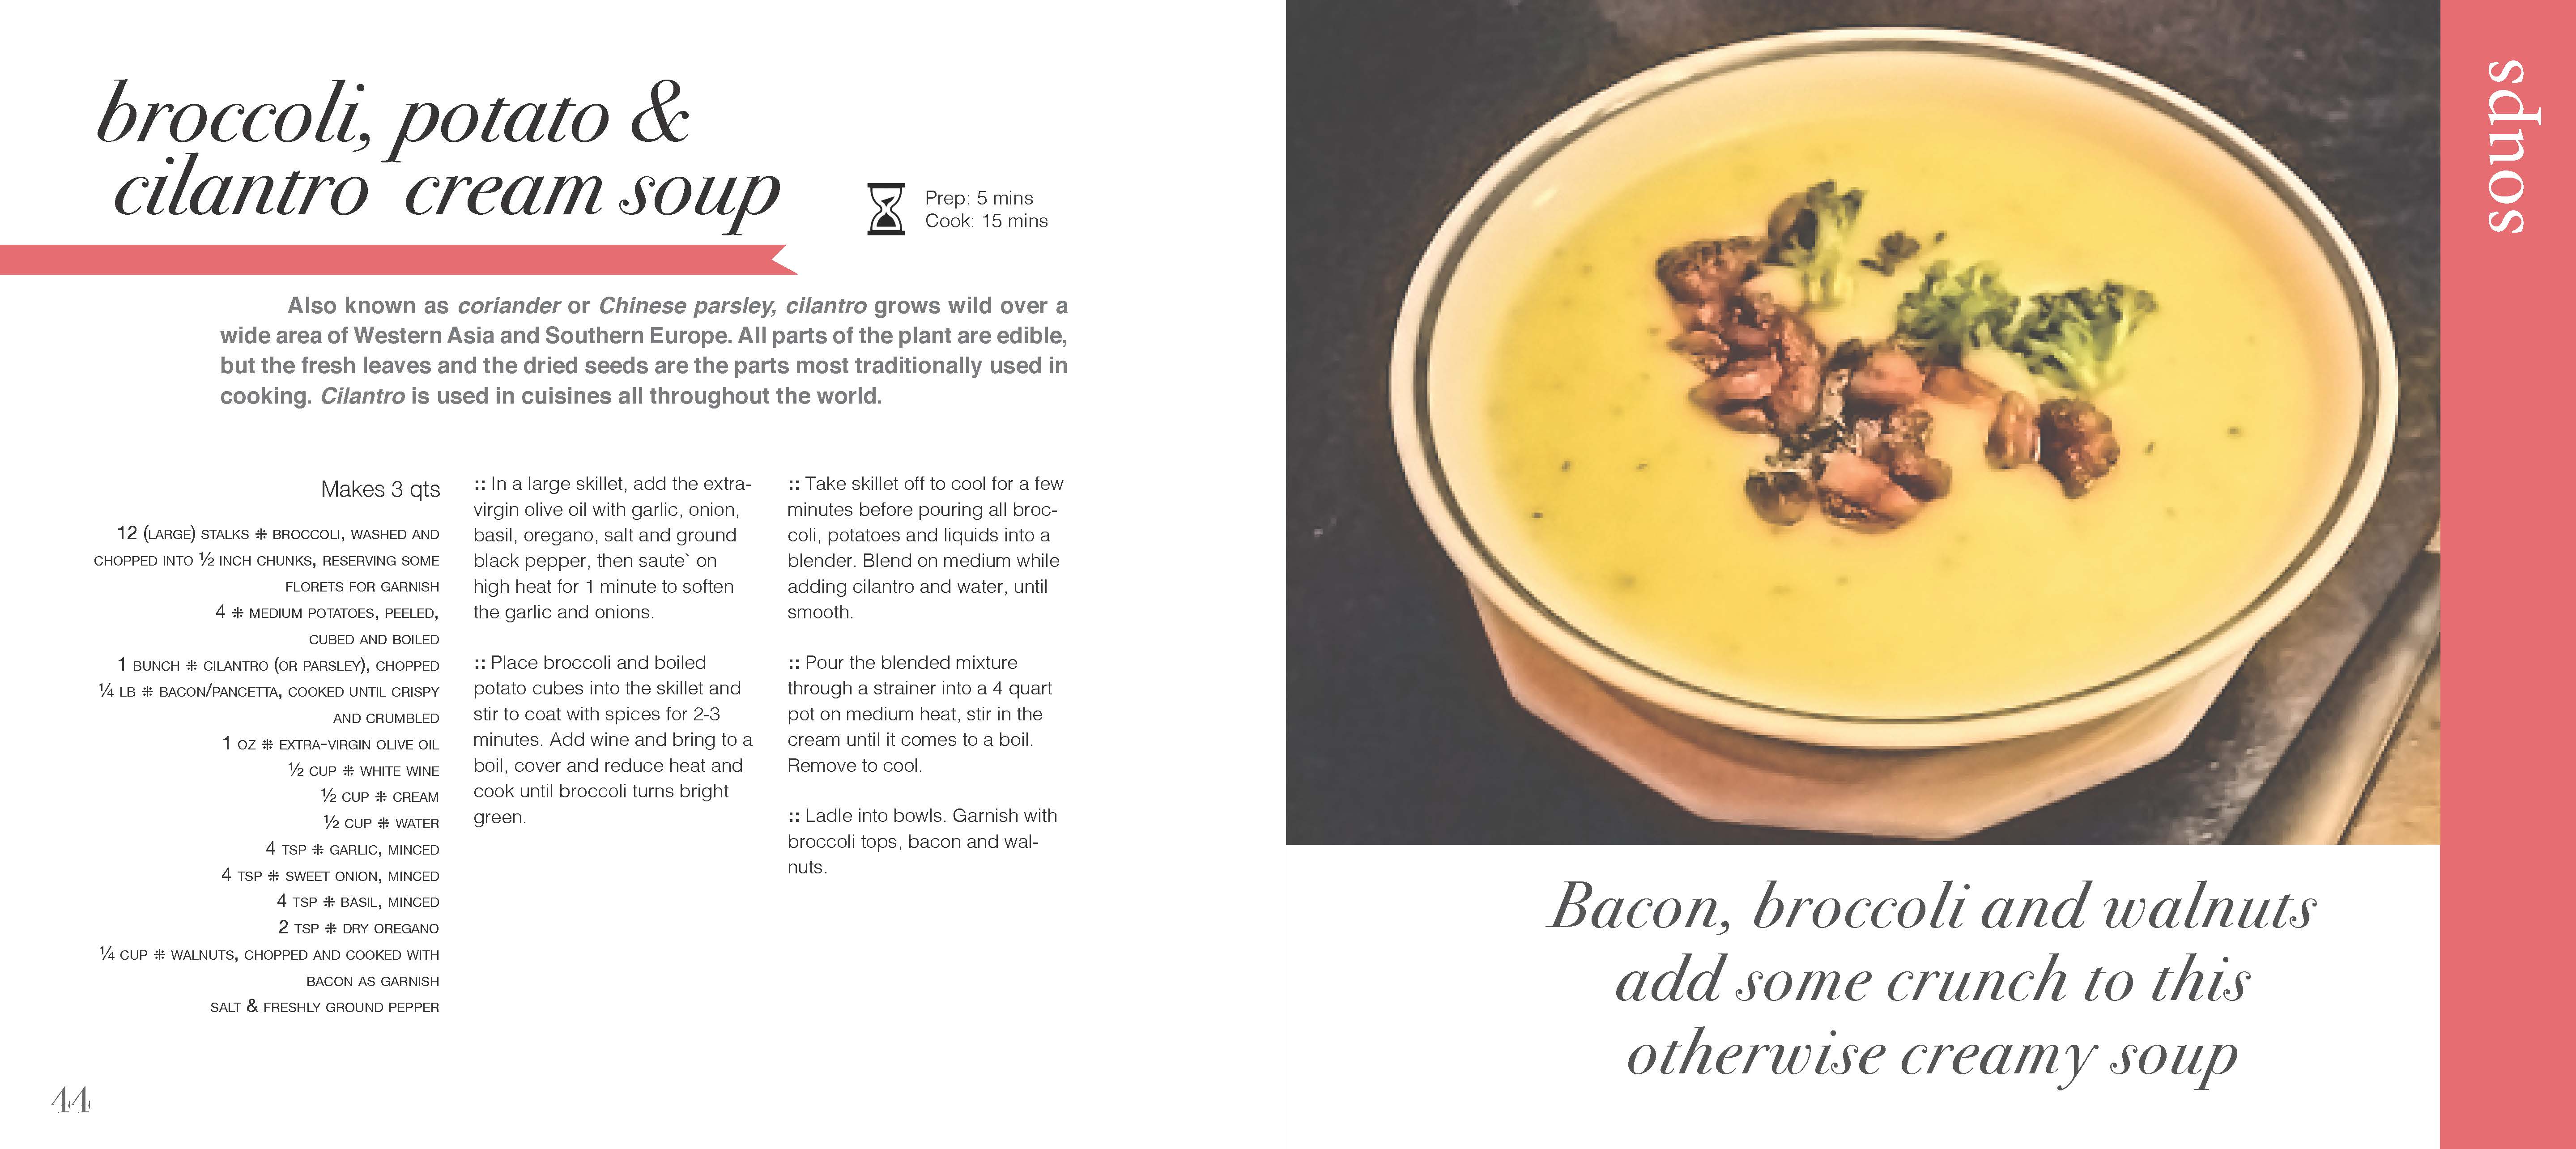 broccoli, potato &
cilantro cream soup
Prep: 5 mins
Cook: 15 mins
Also known as coriander or Chinese parsley, cilantro grows wild over a
wide area of Western Asia and Southern Europe. All parts of the plant are edible,
but the fresh leaves and the dried seeds are the parts most traditionally used in
cooking. Cilantro is used in cuisines all throughout the world.
Makes 3 qts
12 (LARGE) STALKS ⁜ BROCCOLI, WASHED AND
CHOPPED INTO ½ INCH CHUNKS, RESERVING SOME
FLORETS FOR GARNISH
4 ⁜ MEDIUM POTATOES, PEELED,
CUBED AND BOILED
1 BUNCH ⁜ CILANTRO (OR PARSLEY), CHOPPED
¼ LB ⁜ BACON/PANCETTA, COOKED UNTIL CRISPY
AND CRUMBLED
1 OZ ⁜ EXTRA-VIRGIN OLIVE OIL
½ CUP ⁜ WHITE WINE
½ CUP ⁜ CREAM
½ CUP ⁜ WATER
4 TSP ⁜ GARLIC, MINCED
4 TSP ⁜ SWEET ONION, MINCED
4 TSP ⁜ BASIL, MINCED
2 TSP ⁜ DRY OREGANO
¼ CUP ⁜ WALNUTS, CHOPPED AND COOKED WITH
BACON AS GARNISH
SALT & FRESHLY GROUND PEPPER
:: In a large skillet, add the extra-
virgin olive oil with garlic, onion,
basil, oregano, salt and ground
black pepper, then saute` on
high heat for 1 minute to soften
the garlic and onions.
:: Place broccoli and boiled
potato cubes into the skillet and
stir to coat with spices for 2-3
minutes. Add wine and bring to a
boil, cover and reduce heat and
cook until broccoli turns bright
green.
:: Take skillet off to cool for a few
minutes before pouring all broc-
coli, potatoes and liquids into a
blender. Blend on medium while
adding cilantro and water, until
smooth.
:: Pour the blended mixture
through a strainer into a 4 quart
pot on medium heat, stir in the
cream until it comes to a boil.
Remove to cool.
:: Ladle into bowls. Garnish with
broccoli tops, bacon and wal-
nuts.
44
soups
Bacon, broccoli and walnuts
add some crunch to this
otherwise creamy soup